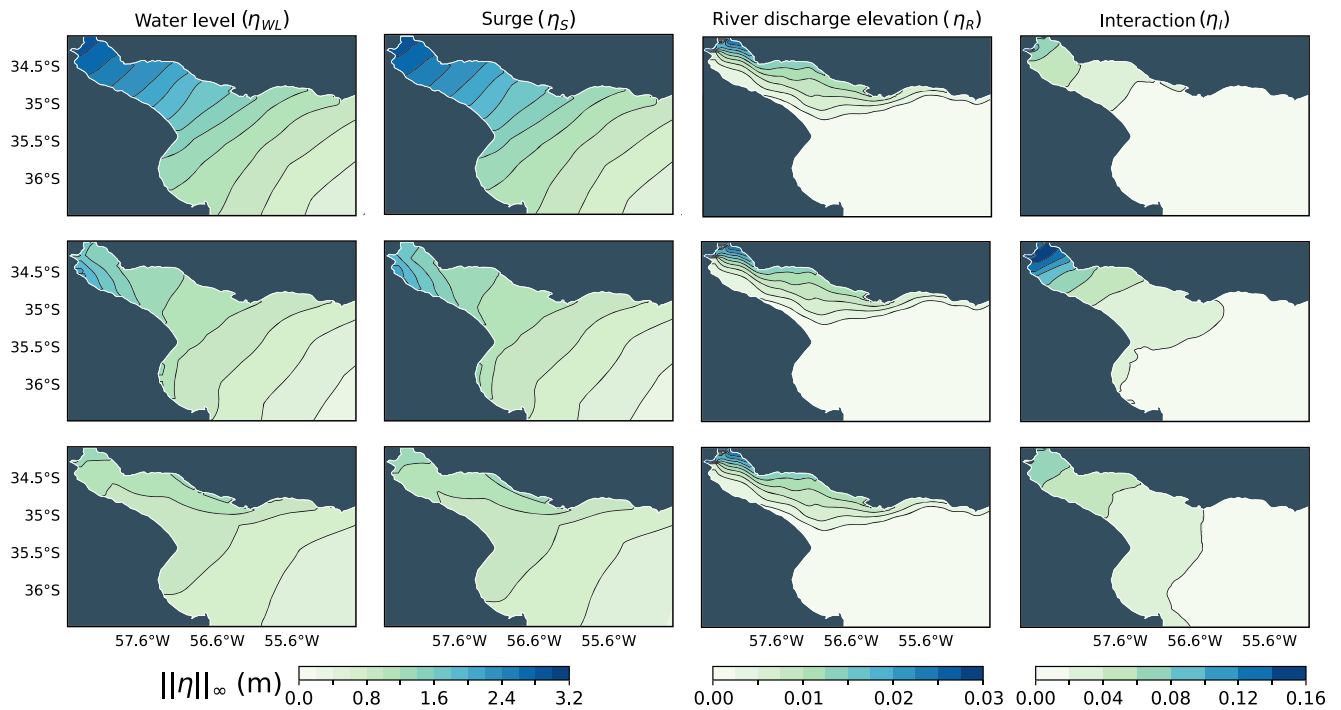 Water level (η_WL) Surge (η_S) River discharge elevation (η_R) Interaction (η_I)
34.5°S
35°S
35.5°S
36°S
34.5°S
35°S
35.5°S
36°S
34.5°S
35°S
35.5°S
36°S
57.6°W 56.6°W 55.6°W 57.6°W 56.6°W 55.6°W 57.6°W 56.6°W 55.6°W 57.6°W 56.6°W 55.6°W
||η||∞ (m)
0.0 0.8 1.6 2.4 3.2
0.00 0.01 0.02 0.03
0.00 0.04 0.08 0.12 0.16